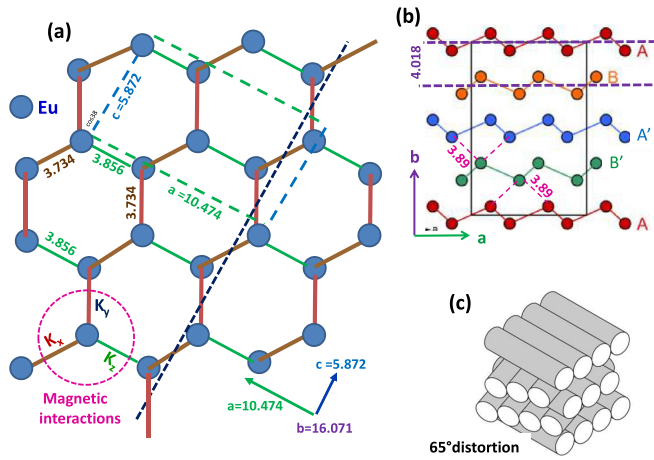 (a)
Eu
cos38
c =5.872
3.734
3.856
3.734
a =10.474
3.856
Ky
Kx
Kz
Magnetic
interactions
c =5.872
a=10.474
b=16.071
(b)
4.018
A
B
A’
3.89
B’
3.89
b
A
a
(c)
65°distortion